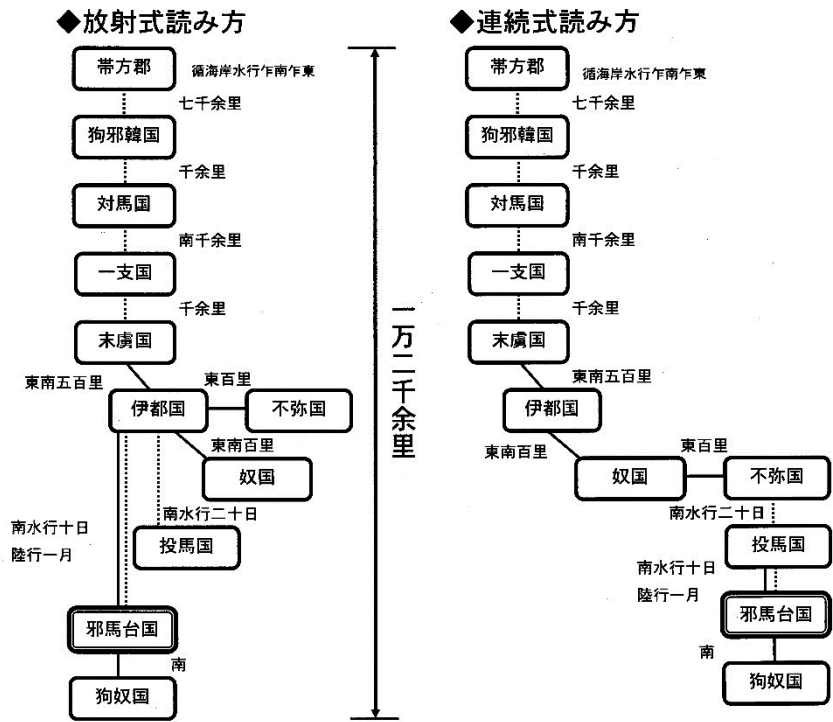 ◆放射式読み方
帯方郡
循海岸水行乍南乍東
七千余里
狗邪韓国
千余里
対馬国
南千余里
一支国
千余里
末虜国
東南五百里
伊都国
東百里
不弥国
東南百里
奴国
南水行二十日
投馬国
南水行十日
陸行一月
邪馬台国
南
狗奴国
一万二千余里
◆連続式読み方
帯方郡
循海岸水行乍南乍東
七千余里
狗邪韓国
千余里
対馬国
南千余里
一支国
千余里
末虜国
東南五百里
伊都国
東南百里
奴国
東百里
不弥国
南水行二十日
投馬国
南水行十日
陸行一月
邪馬台国
南
狗奴国